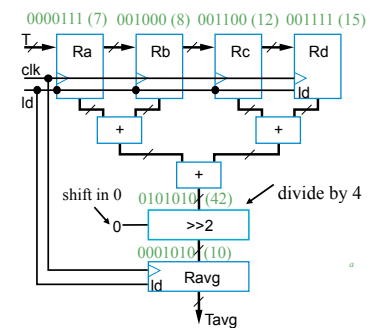 0000111 (7) 001000 (8) 001100 (12) 001111 (15)
T Ra Rb Rc Rd
clk
ld ld
+ +
+
shift in 0 0101010 (42) divide by 4
0 >>2
0001010 (10)
Ravg
ld
a
Tavg